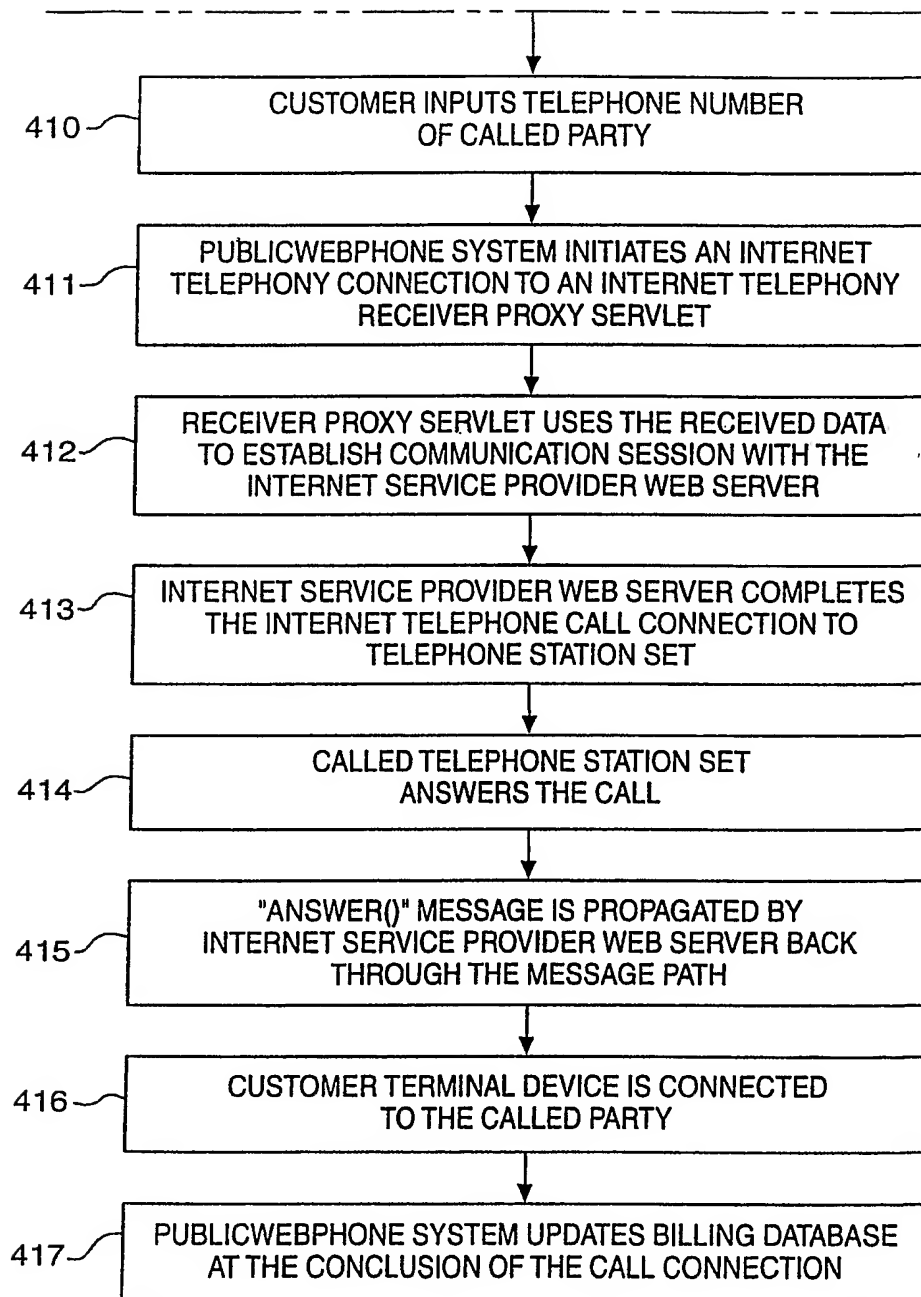 410
CUSTOMER INPUTS TELEPHONE NUMBER
OF CALLED PARTY
411
PUBLICWEBPHONE SYSTEM INITIATES AN INTERNET
TELEPHONY CONNECTION TO AN INTERNET TELEPHONY
RECEIVER PROXY SERVLET
412
RECEIVER PROXY SERVLET USES THE RECEIVED DATA
TO ESTABLISH COMMUNICATION SESSION WITH THE
INTERNET SERVICE PROVIDER WEB SERVER
413
INTERNET SERVICE PROVIDER WEB SERVER COMPLETES
THE INTERNET TELEPHONE CALL CONNECTION TO
TELEPHONE STATION SET
414
CALLED TELEPHONE STATION SET
ANSWERS THE CALL
415
"ANSWER()" MESSAGE IS PROPAGATED BY
INTERNET SERVICE PROVIDER WEB SERVER BACK
THROUGH THE MESSAGE PATH
416
CUSTOMER TERMINAL DEVICE IS CONNECTED
TO THE CALLED PARTY
417
PUBLICWEBPHONE SYSTEM UPDATES BILLING DATABASE
AT THE CONCLUSION OF THE CALL CONNECTION